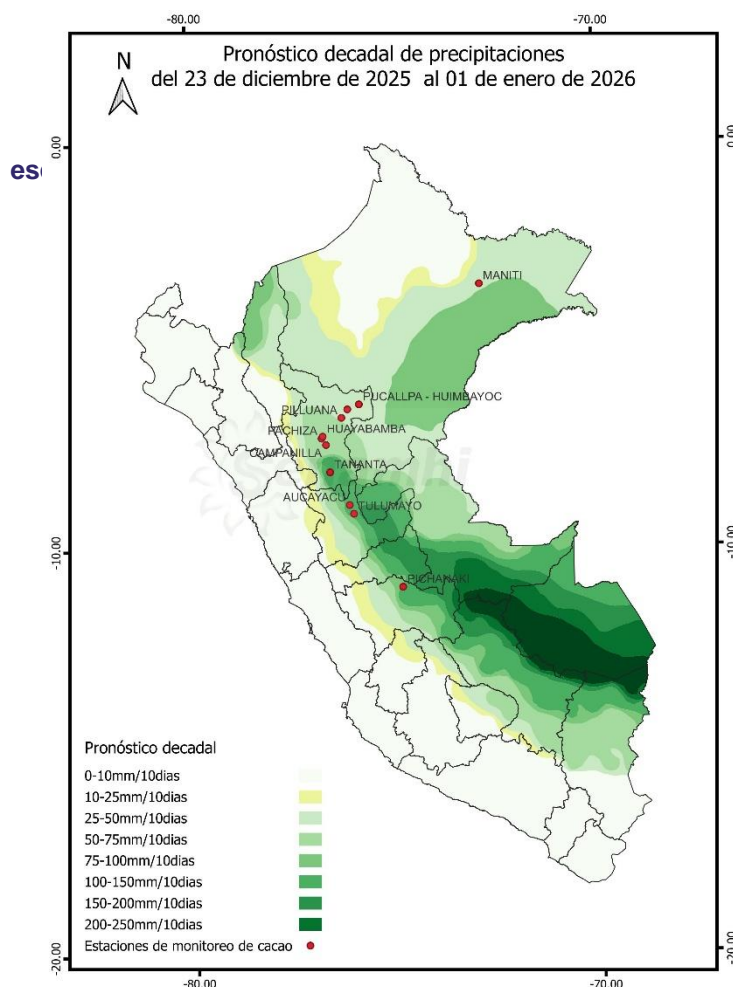 -80.00
-70.00
Pronóstico decadal de precipitaciones
del 23 de diciembre de 2025 al 01 de enero de 2026
N
0.00
0.00
MANITI
PUCALLPA - HUIMBAYOC
PILLUANA
HUAYABAMBA
PACHIZA
CAMPANILLA
TANANTA
AUCAYACU
TULUMAYO
-10.00
-10.00
PICHANAKI
Pronóstico decadal
0-10mm/10dias
10-25mm/10dias
25-50mm/10dias
50-75mm/10dias
75-100mm/10dias
100-150mm/10dias
150-200mm/10dias
200-250mm/10dias
Estaciones de monitoreo de cacao
-20.00
-20.00
-80.00
-70.00